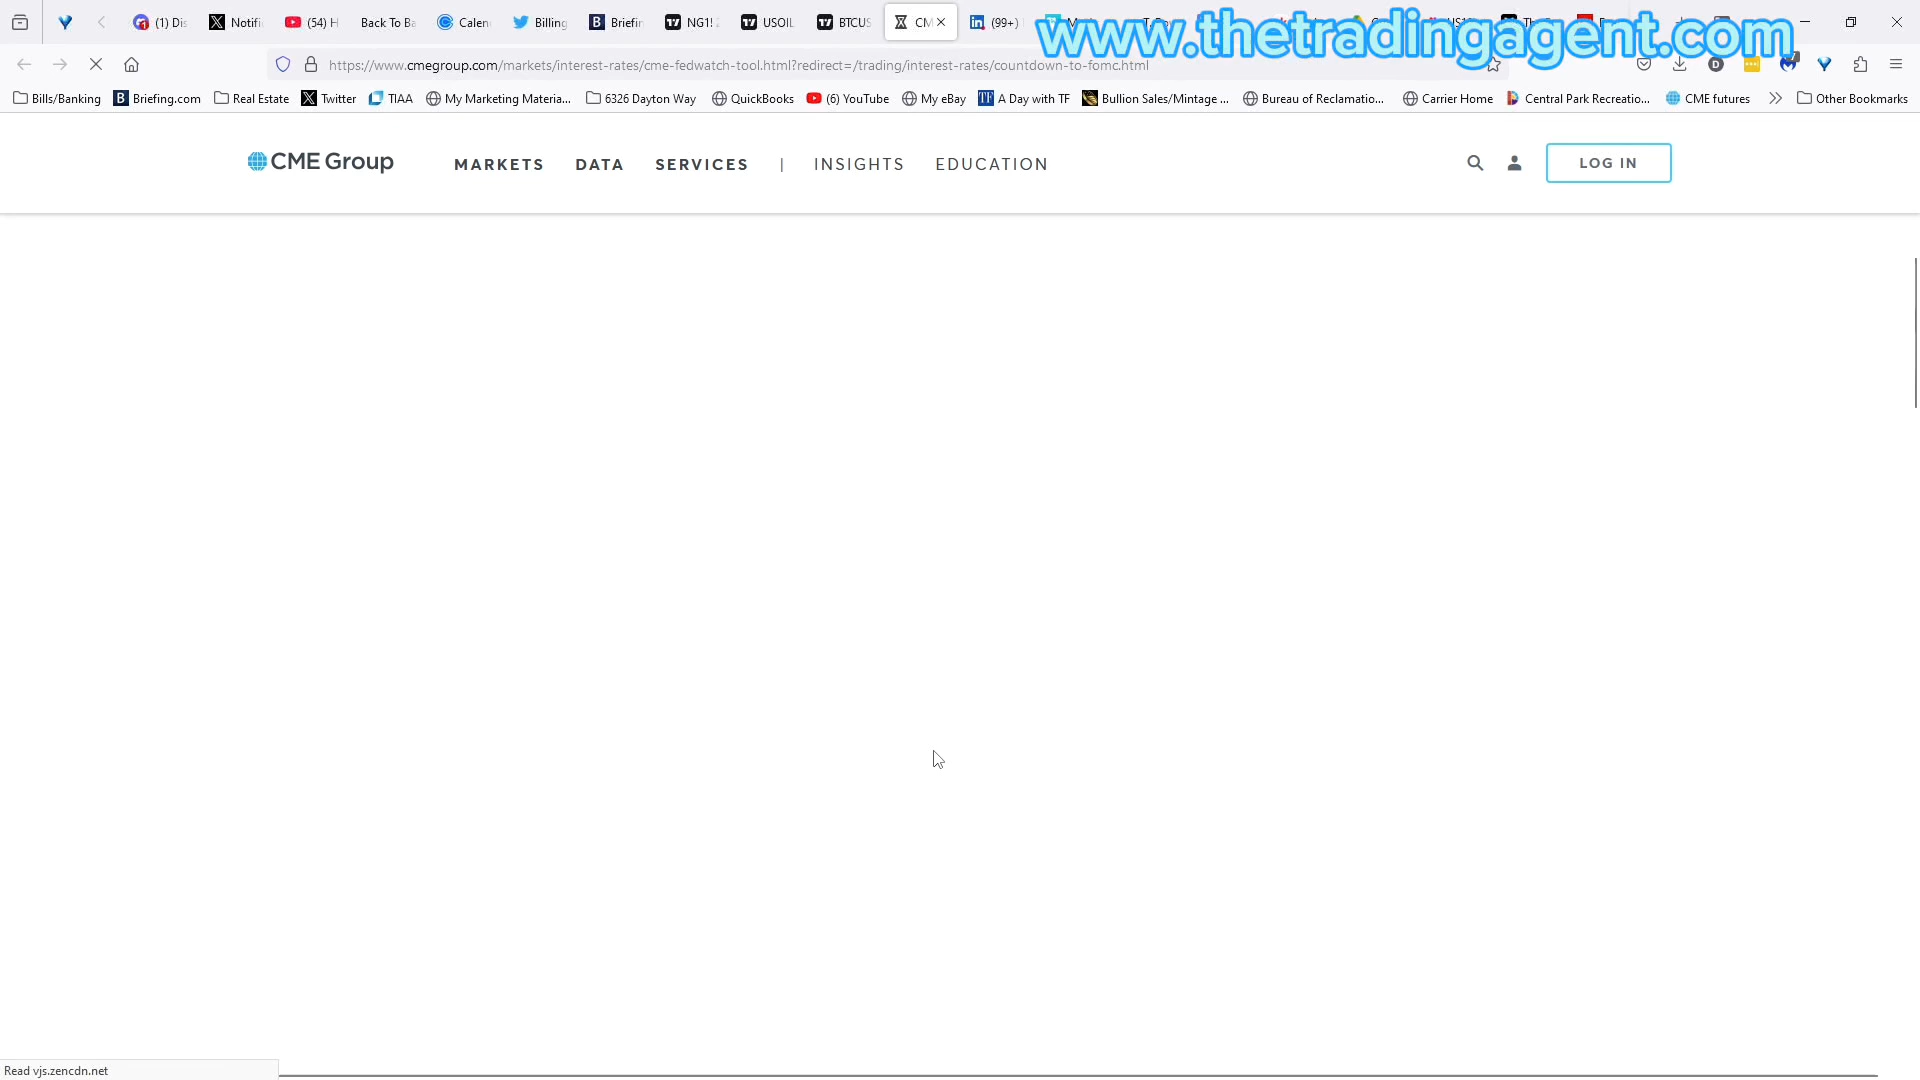 (1) Dis
Notifi
(54) H
Back To Ba
Calen
Billing
Briefin
NG1! 2
USOIL
BTCUS
CM
(99+)
www.thetradingagent.com
https://www.cmegroup.com/markets/interest-rates/cme-fedwatch-tool.html?redirect=/trading/interest-rates/countdown-to-fomc.html
Bills/Banking
Briefing.com
Real Estate
Twitter
TIAA
My Marketing Materia...
6326 Dayton Way
QuickBooks
(6) YouTube
My eBay
A Day with TF
Bullion Sales/Mintage ...
Bureau of Reclamatio...
Carrier Home
Central Park Recreatio...
CME futures
Other Bookmarks
CME Group
MARKETS DATA SERVICES | INSIGHTS EDUCATION
LOG IN
Read vjs.zencdn.net